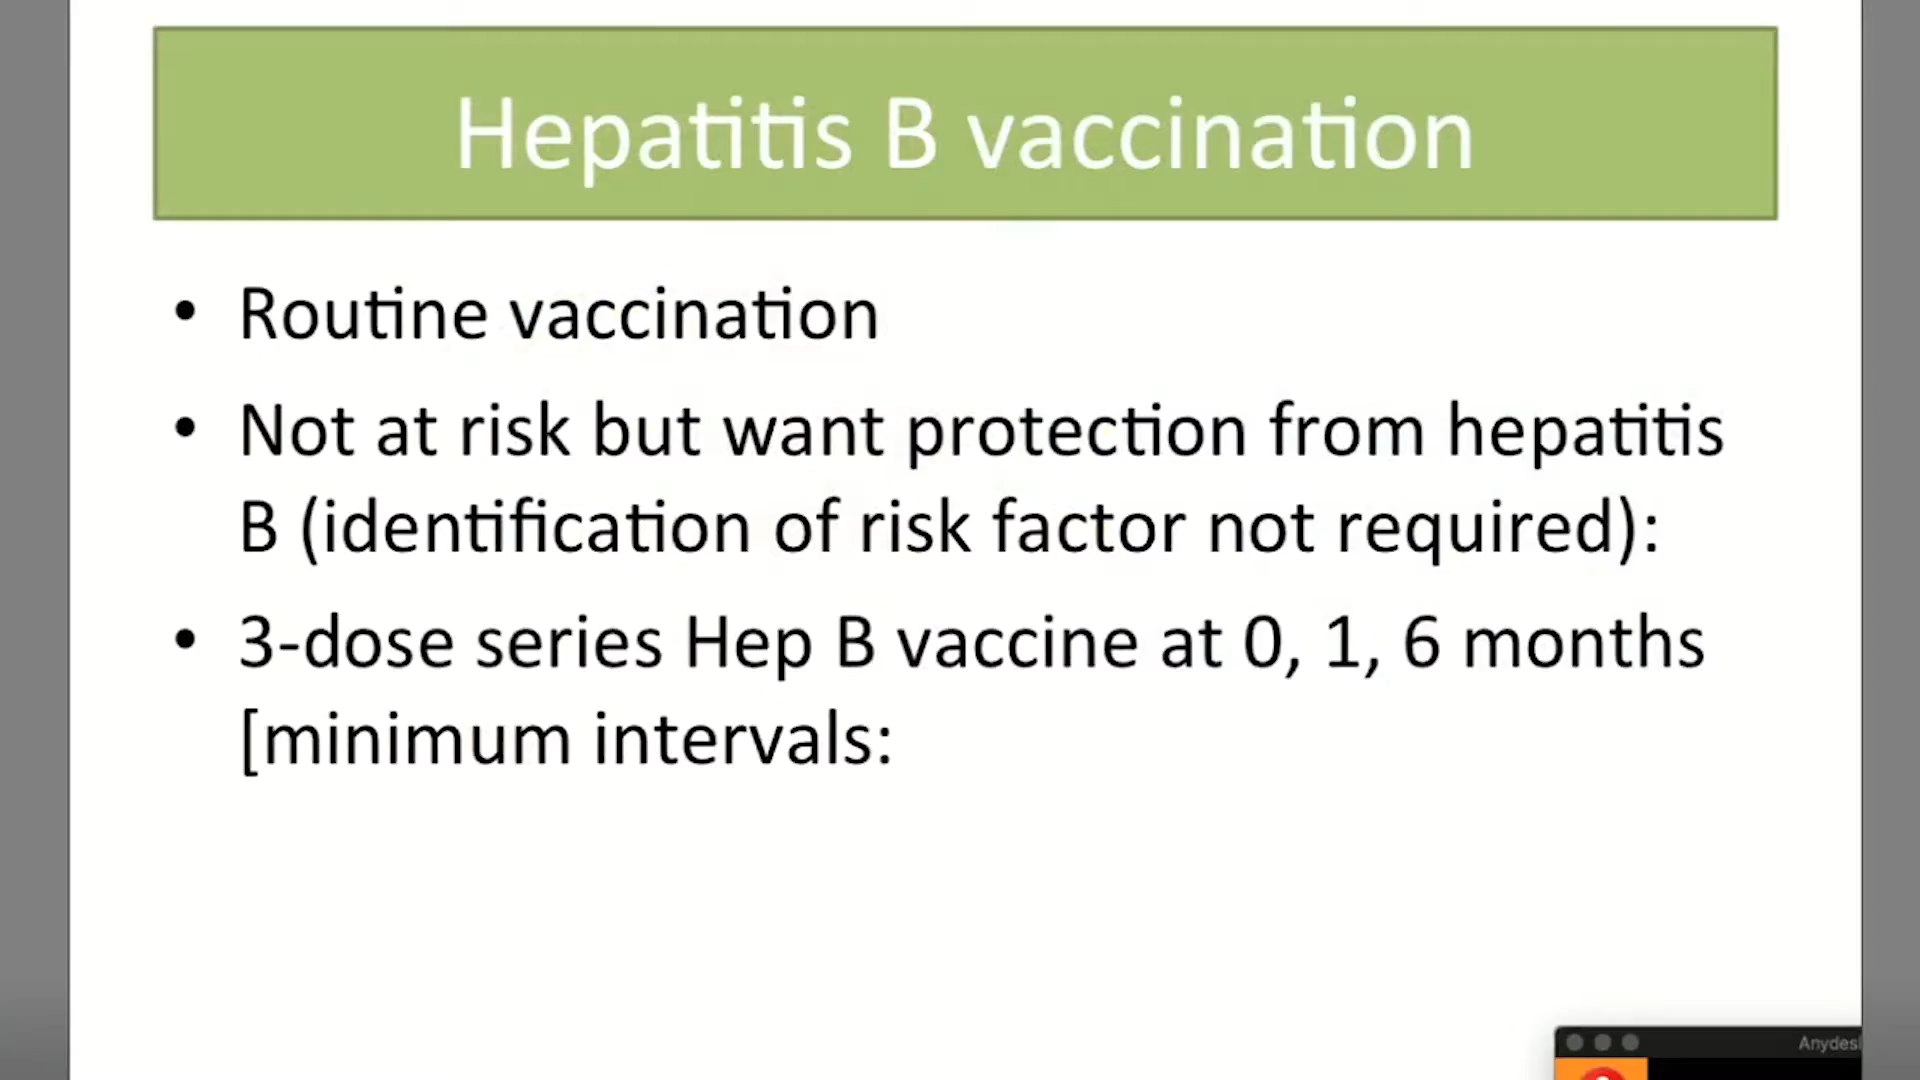 Hepatitis B vaccination
• Routine vaccination
• Not at risk but want protection from hepatitis
B (identification of risk factor not required):
• 3-dose series Hep B vaccine at 0, 1, 6 months
[minimum intervals: